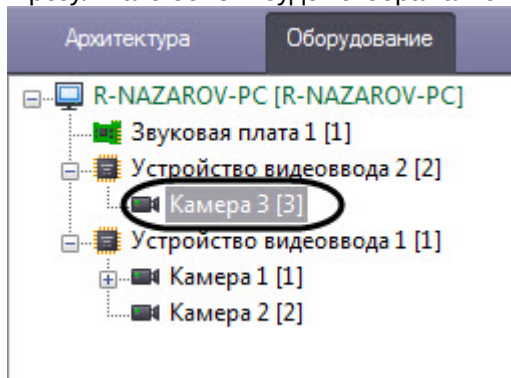 Архитектура Оборудование
R-NAZAROV-PC [R-NAZAROV-PC]
Звуковая плата 1 [1]
Устройство видеоввода 2 [2]
Камера 3 [3]
Устройство видеоввода 1 [1]
Камера 1 [1]
Камера 2 [2]